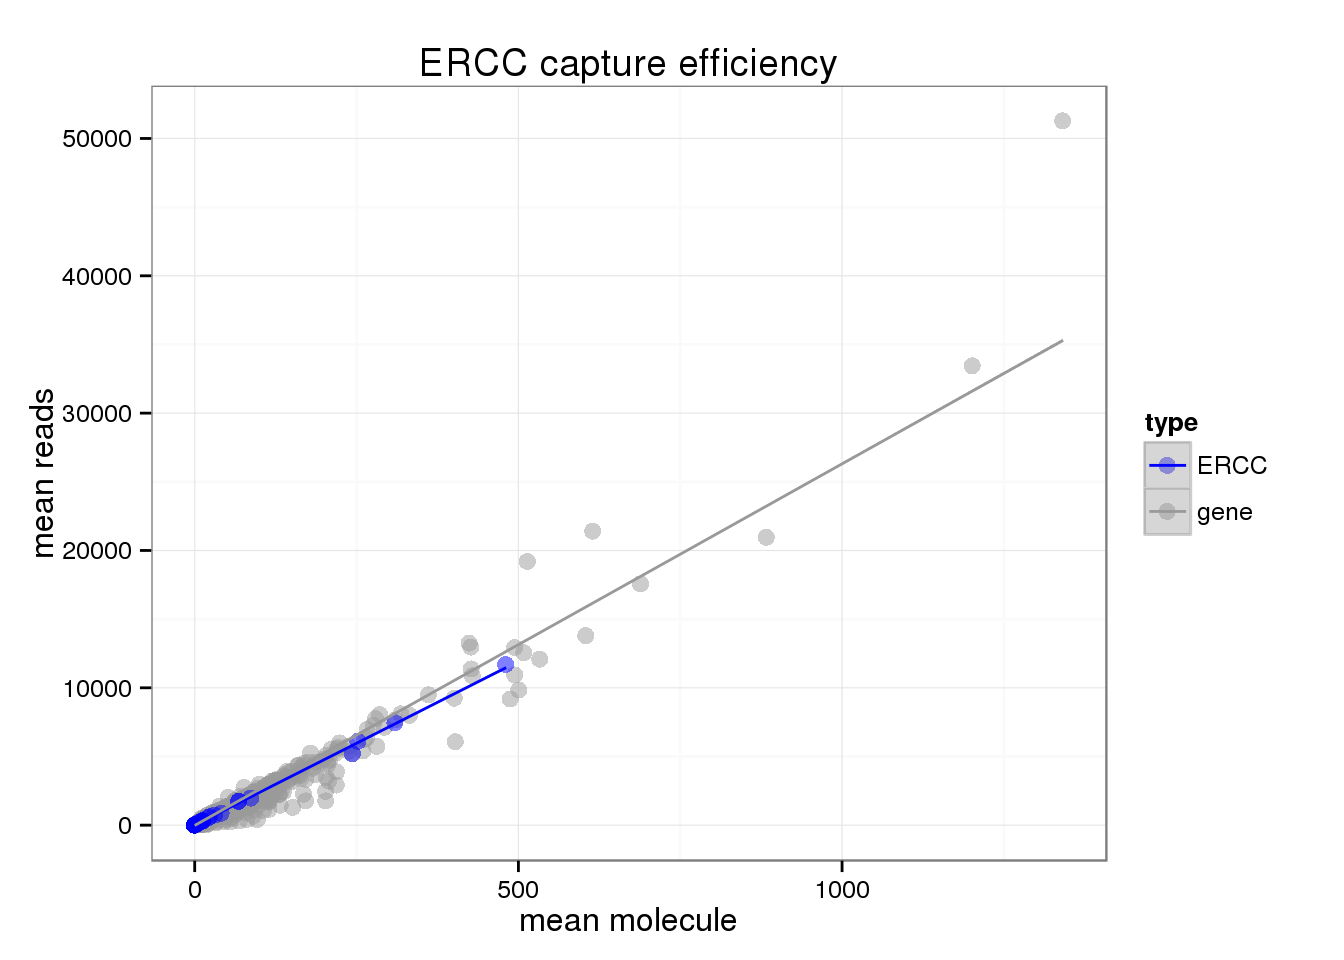 ERCC capture efficiency
50000
40000
30000
20000
10000
0
mean reads
0 500 1000
mean molecule
type
ERCC
gene